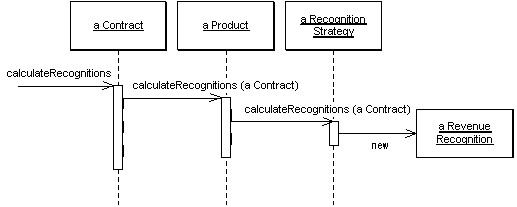 a Contract
a Product
a Recognition
Strategy
calculateRecognitions
calculateRecognitions (a Contract)
calculateRecognitions (a Contract)
new
a Revenue
Recognition